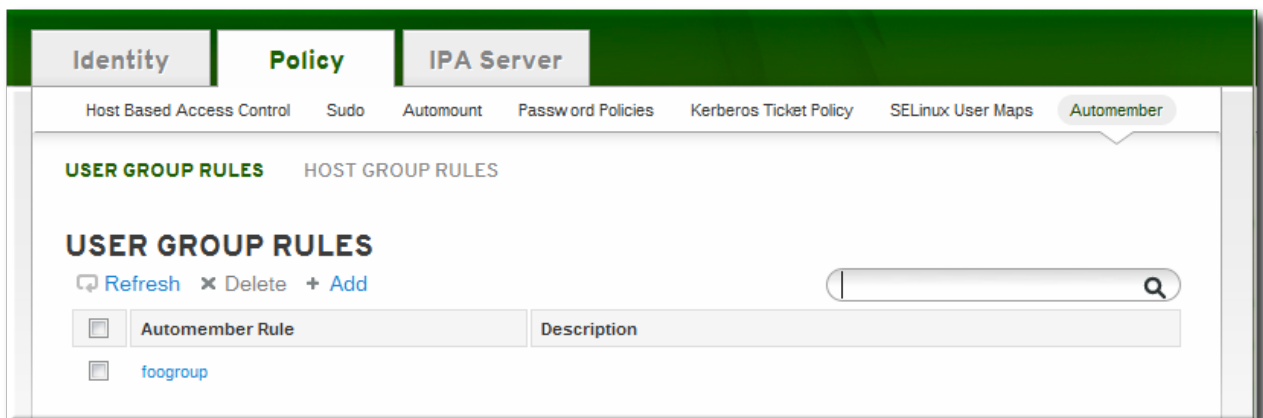 Identity Policy IPA Server
Host Based Access Control Sudo Automount Password Policies Kerberos Ticket Policy SELinux User Maps Automember
USER GROUP RULES HOST GROUP RULES
USER GROUP RULES
Refresh Delete Add
Automember Rule Description
foogroup